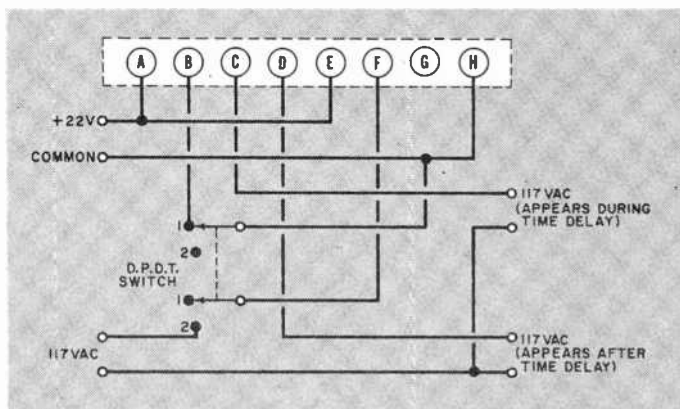 A B C D E F G H
+22V
COMMON
117 VAC
(APPEARS DURING
TIME DELAY)
1
2
D.P.D.T.
SWITCH
1
2
117 VAC
117 VAC
(APPEARS AFTER
TIME DELAY)